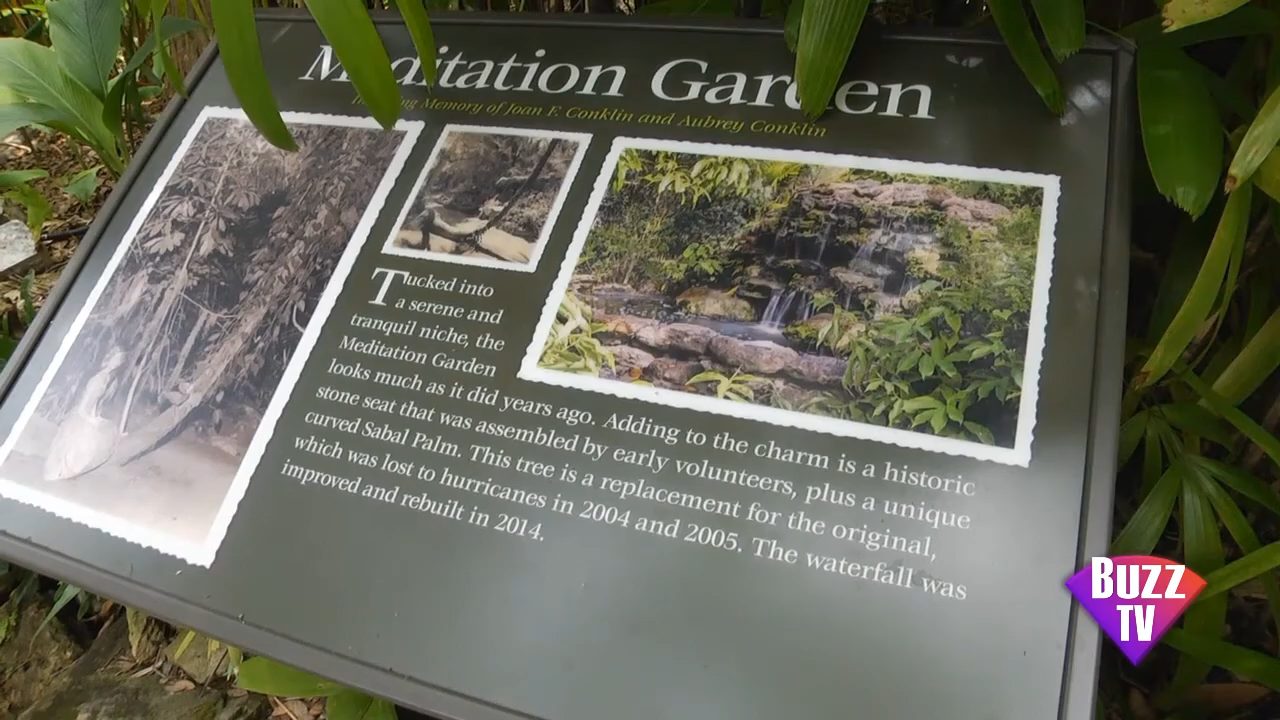 Meditation Garden
In Loving Memory of Joan F. Conklin and Aubrey Conklin
Tucked into
a serene and
tranquil niche, the
Meditation Garden
looks much as it did years ago. Adding to the charm is a historic
stone seat that was assembled by early volunteers, plus a unique
curved Sabal Palm. This tree is a replacement for the original,
which was lost to hurricanes in 2004 and 2005. The waterfall was
improved and rebuilt in 2014.
BUZZ
TV